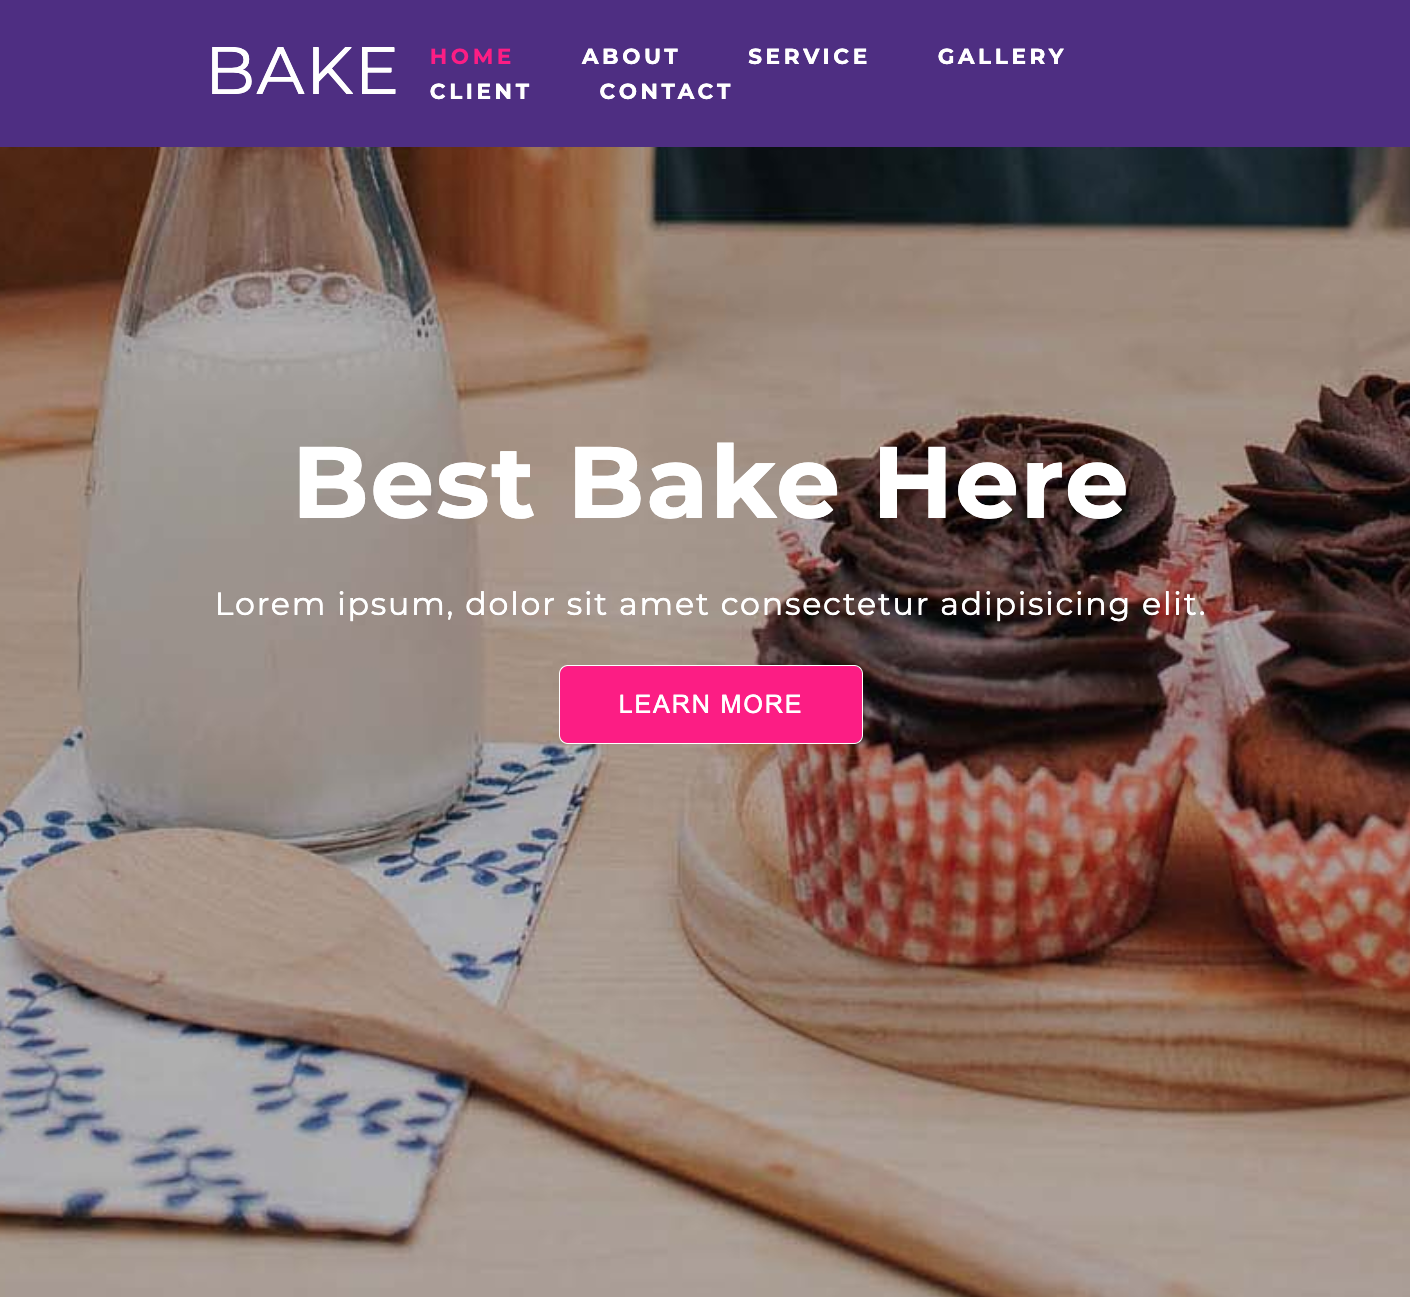 BAKE
HOME ABOUT SERVICE GALLERY
CLIENT CONTACT
Best Bake Here
Lorem ipsum, dolor sit amet consectetur adipisicing elit.
LEARN MORE